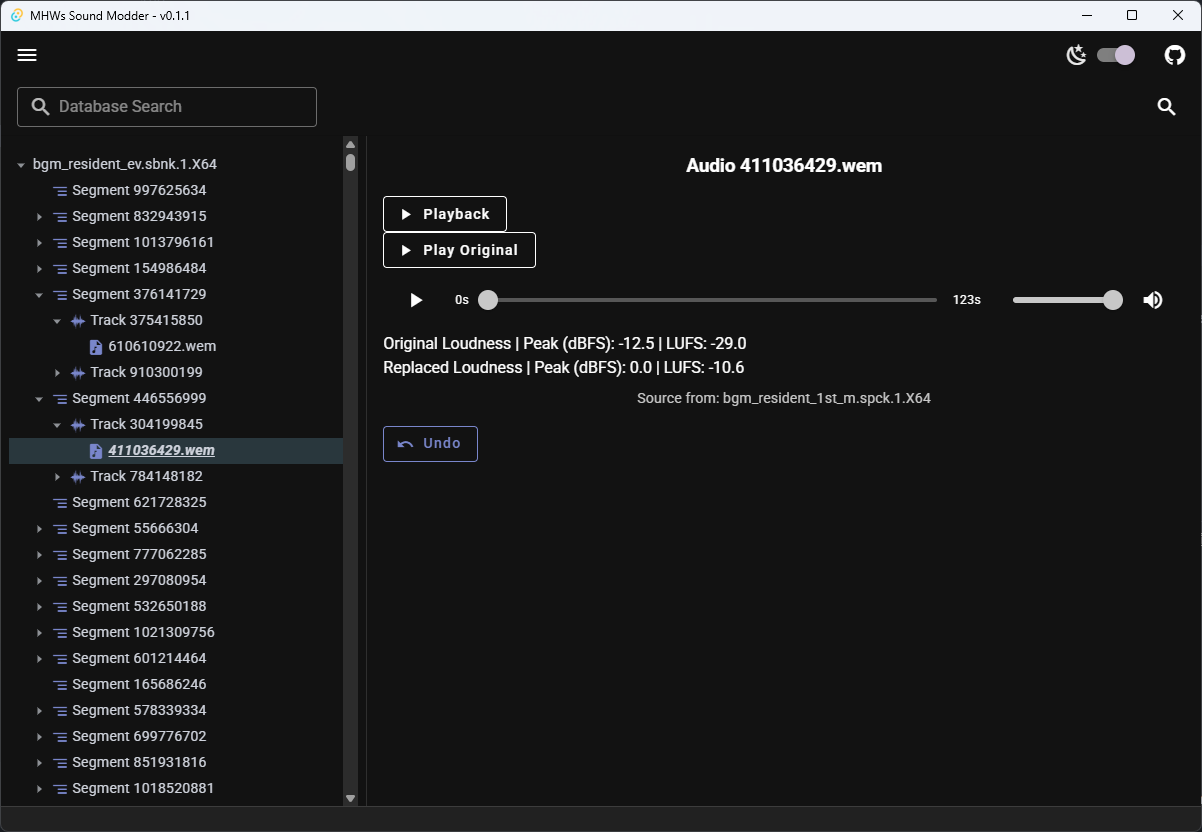 MHWs Sound Modder - v0.1.1
Database Search
bgm_resident_ev.sbnk.1.X64
Segment 997625634
Segment 832943915
Segment 1013796161
Segment 154986484
Segment 376141729
Track 375415850
610610922.wem
Track 910300199
Segment 446556999
Track 304199845
411036429.wem
Track 784148182
Segment 621728325
Segment 55666304
Segment 777062285
Segment 297080954
Segment 532650188
Segment 1021309756
Segment 601214464
Segment 165686246
Segment 578339334
Segment 699776702
Segment 851931816
Segment 1018520881
Audio 411036429.wem
Playback
Play Original
0s 123s
Original Loudness | Peak (dBFS): -12.5 | LUFS: -29.0
Replaced Loudness | Peak (dBFS): 0.0 | LUFS: -10.6
Source from: bgm_resident_1st_m.spck.1.X64
Undo